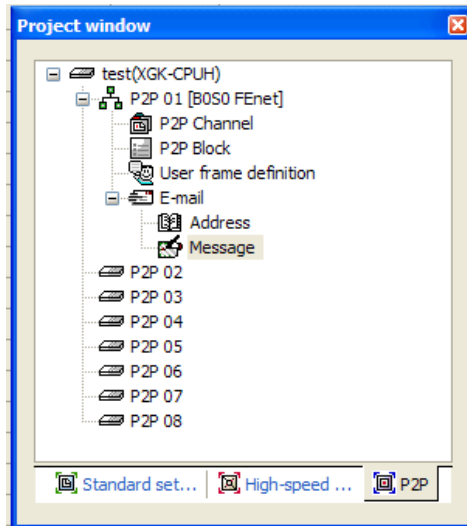 Project window
test(XGK-CPUH)
P2P 01 [B0S0 FEnet]
P2P Channel
P2P Block
User frame definition
E-mail
Address
Message
P2P 02
P2P 03
P2P 04
P2P 05
P2P 06
P2P 07
P2P 08
Standard set... High-speed ... P2P